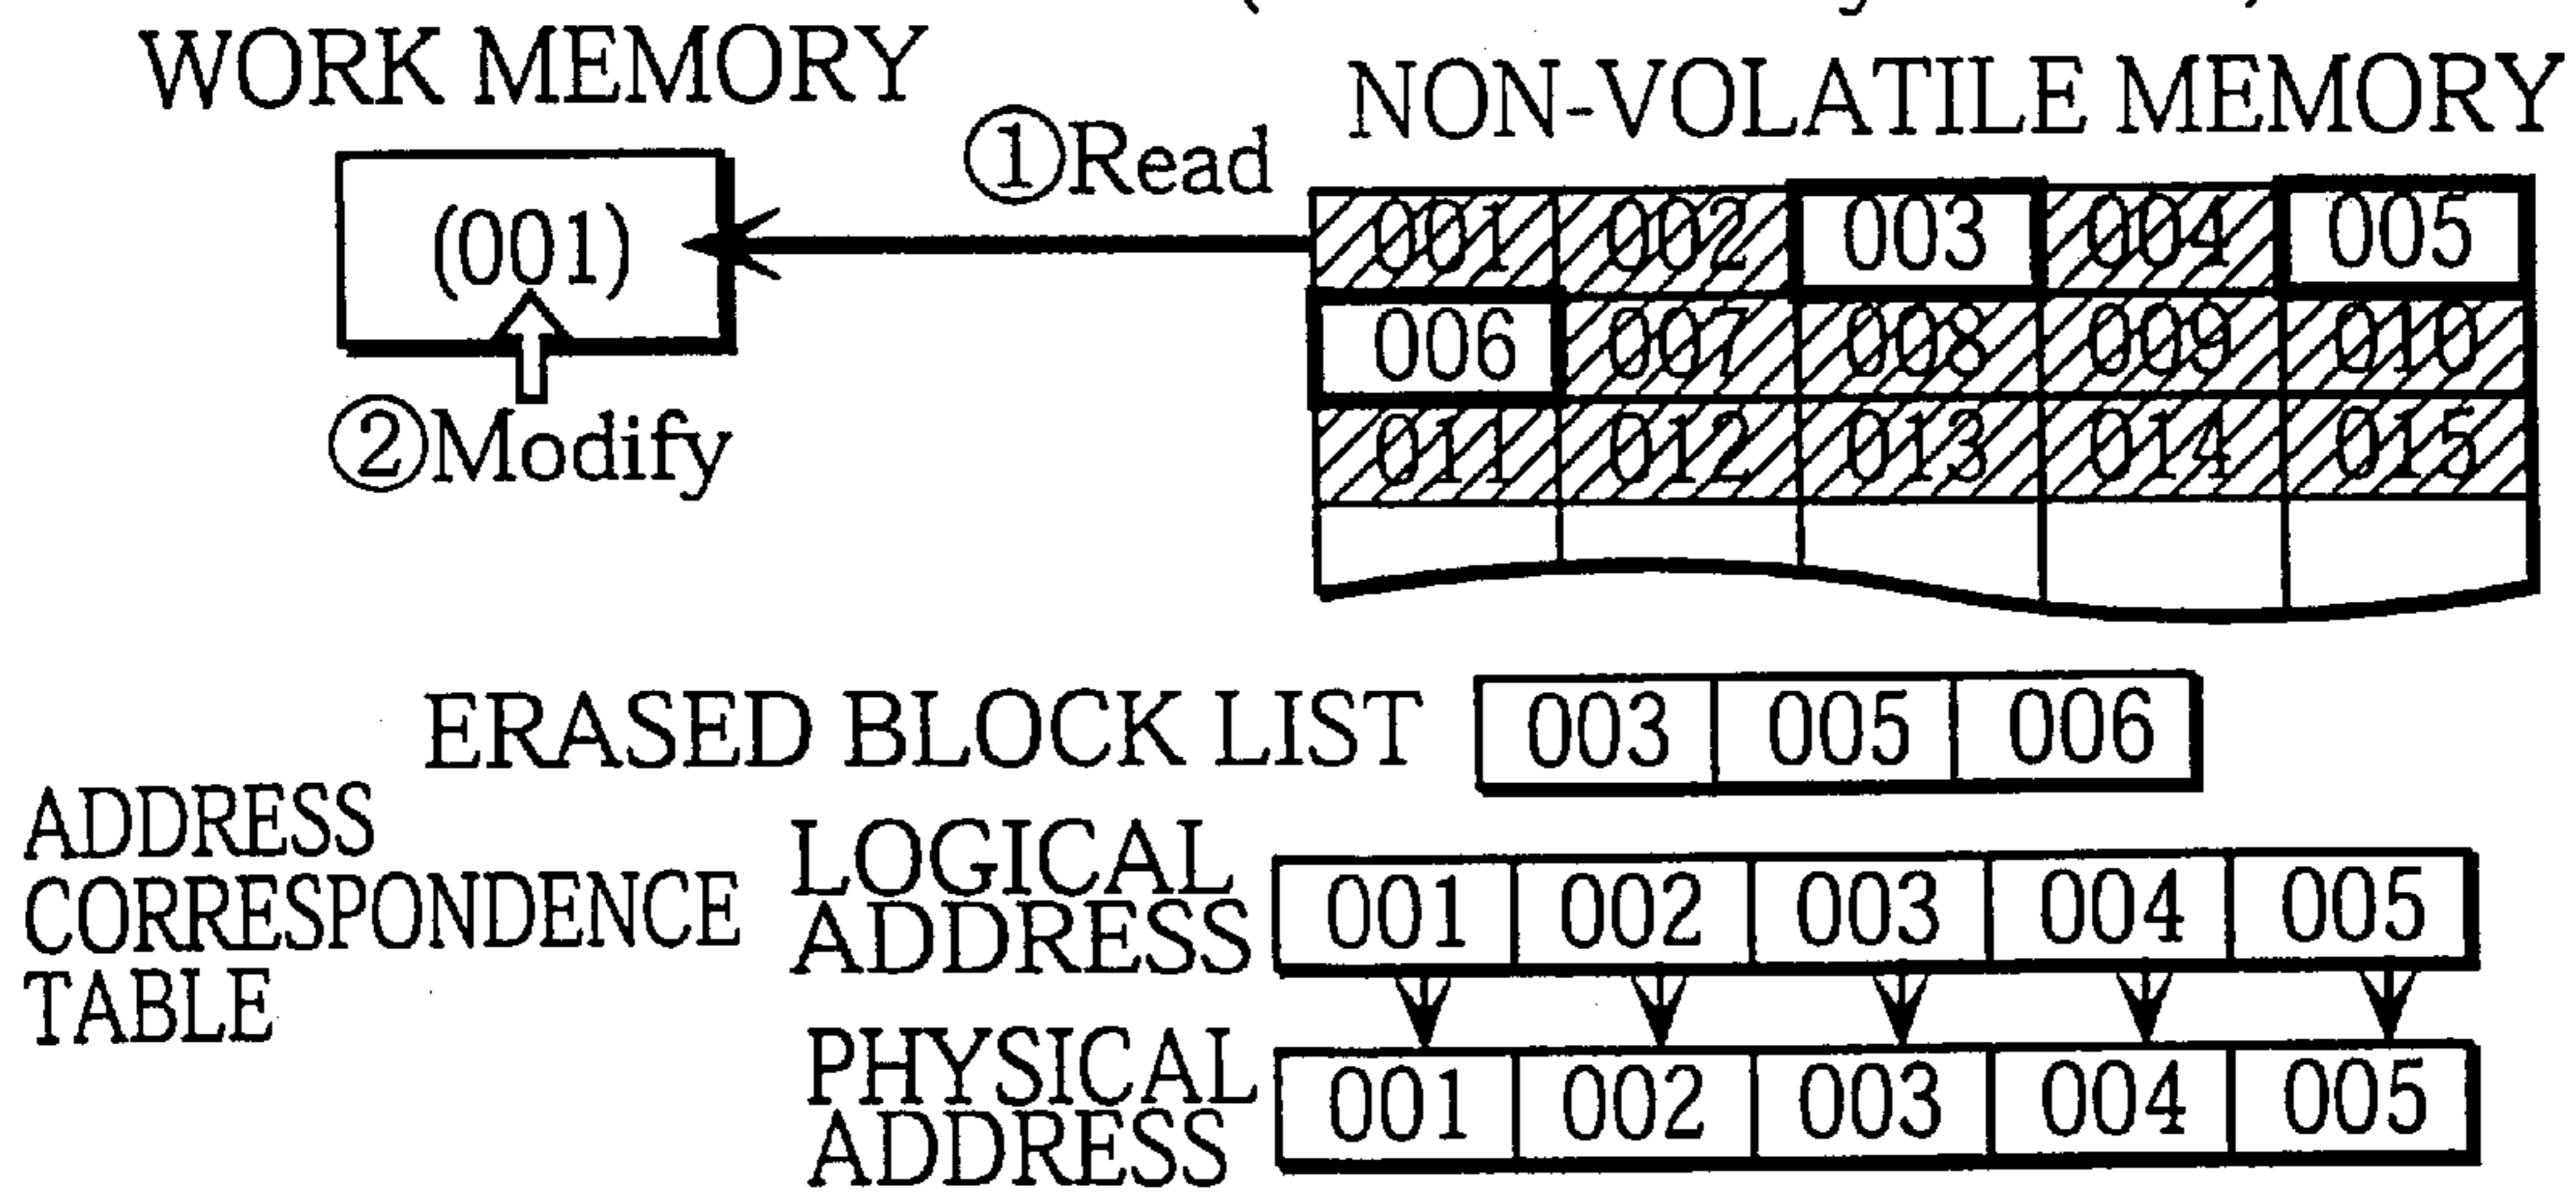 WORK MEMORY
NON-VOLATILE MEMORY
①Read
(001)
②Modify
001 002 003 004 005
006 007 008 009 010
011 012 013 014 015
ERASED BLOCK LIST 003 005 006
ADDRESS
CORRESPONDENCE
TABLE
LOGICAL
ADDRESS
001 002 003 004 005
PHYSICAL
ADDRESS
001 002 003 004 005